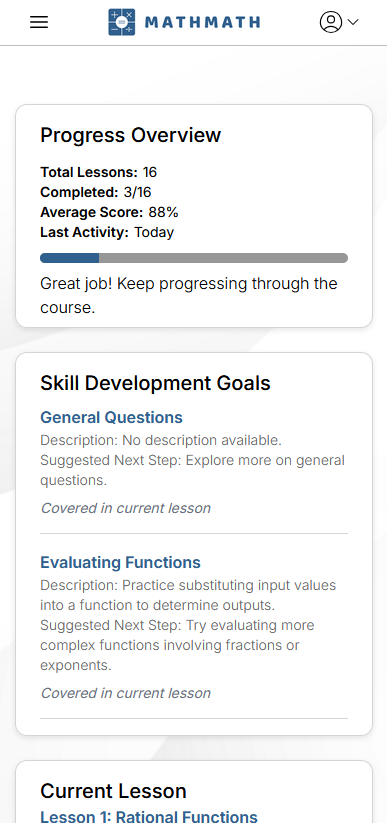 MATHMATH
Progress Overview
Total Lessons: 16
Completed: 3/16
Average Score: 88%
Last Activity: Today
Great job! Keep progressing through the
course.
Skill Development Goals
General Questions
Description: No description available.
Suggested Next Step: Explore more on general
questions.
Covered in current lesson
Evaluating Functions
Description: Practice substituting input values
into a function to determine outputs.
Suggested Next Step: Try evaluating more
complex functions involving fractions or
exponents.
Covered in current lesson
Current Lesson
Lesson 1: Rational Functions